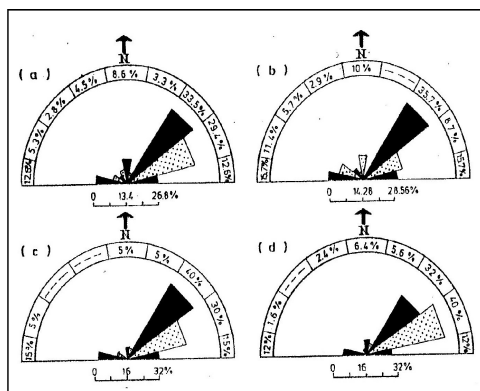 (a)
N
12.6% 5.3% 2.8% 4.5% 8.6% 3.3% 33.5% 29.4% 12.6%
0 13.4 26.8%
(b)
N
15.7% 11.4% 5.7% 2.9% 10% ---- 35.7% 8.7% 15.7%
0 14.28 28.56%
(c)
N
15% 5% ---- ---- 5% 5% 40% 30% 15%
0 16 32%
(d)
N
12% 1.6% ---- 2.4% 6.4% 5.6% 32% 40% 12%
0 16 32%